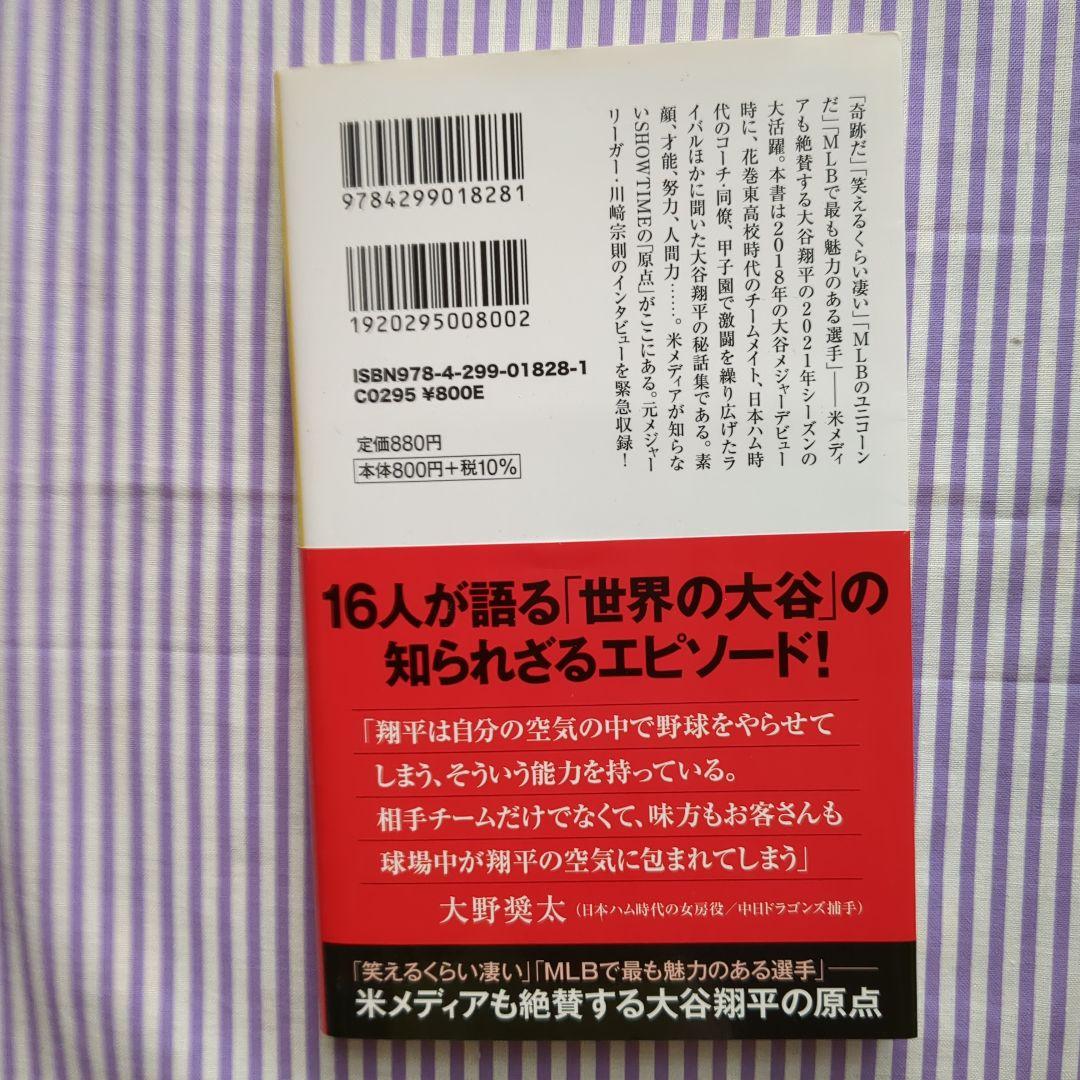 「奇跡だ」「笑えるくらい凄い」「MLBのユニコーン
だ」「MLBで最も魅力のある選手」――米メディ
アも絶賛する大谷翔平の2021年シーズンの
大活躍。本書は2018年の大谷メジャーデビュー
時に、花巻東高校時代のチームメイト、日本ハム時
代のコーチ・同僚、甲子園で激闘を繰り広げたラ
イバルほかに聞いた大谷翔平の秘話集である。素
顔、才能、努力、人間力……。米メディアが知らな
いSHOWTIMEの「原点」がここにある。元メジャー
リーガー・川﨑宗則のインタビューを緊急収録！
9784299018281
1920295008002
ISBN978-4-299-01828-1
C0295 ¥800E
定価880円
本体800円+税10%
16人が語る「世界の大谷」の
知られざるエピソード！
「翔平は自分の空気の中で野球をやらせて
しまう、そういう能力を持っている。
相手チームだけでなくて、味方もお客さんも
球場中が翔平の空気に包まれてしまう」
大野奨太（日本ハム時代の女房役／中日ドラゴンズ捕手）
「笑えるくらい凄い」「MLBで最も魅力のある選手」――
米メディアも絶賛する大谷翔平の原点